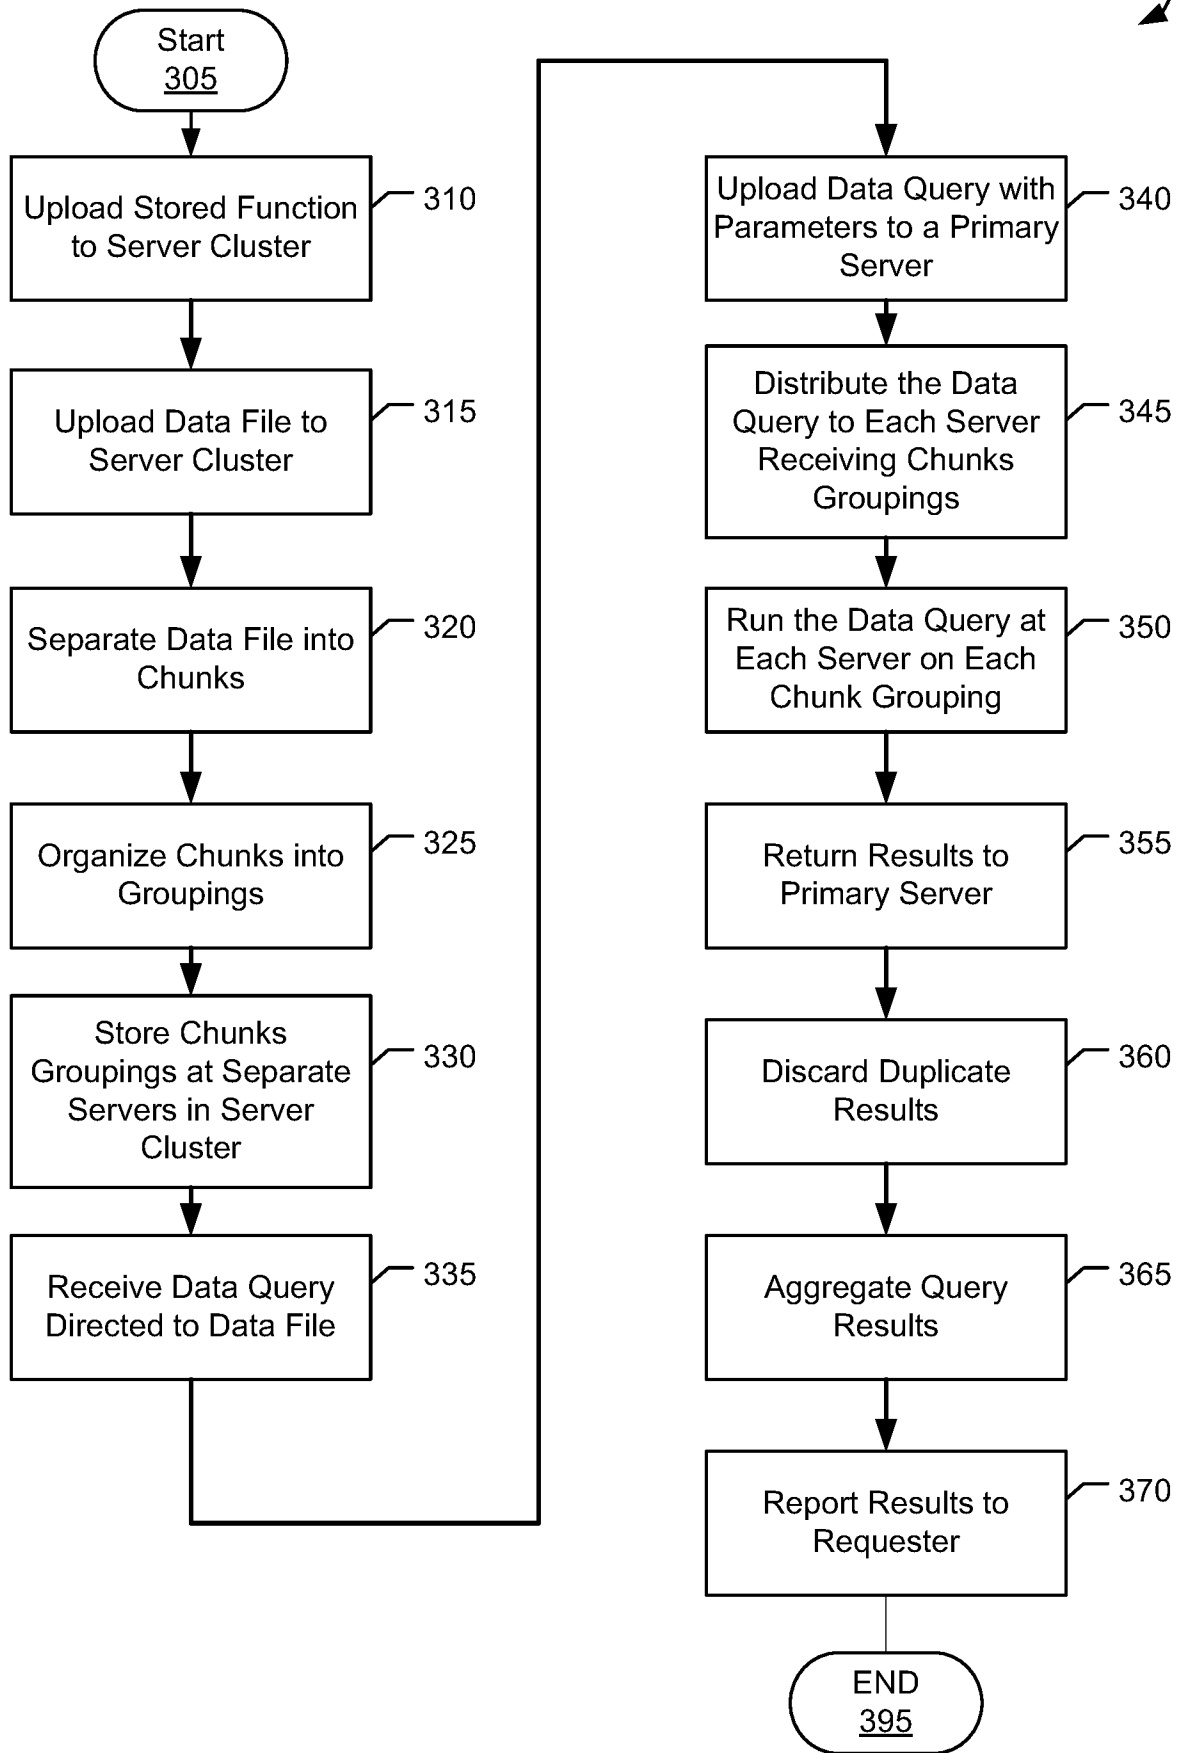 Start
305
Upload Stored Function
to Server Cluster
310
Upload Data File to
Server Cluster
315
Separate Data File into
Chunks
320
Organize Chunks into
Groupings
325
Store Chunks
Groupings at Separate
Servers in Server
Cluster
330
Receive Data Query
Directed to Data File
335
Upload Data Query with
Parameters to a Primary
Server
340
Distribute the Data
Query to Each Server
Receiving Chunks
Groupings
345
Run the Data Query at
Each Server on Each
Chunk Grouping
350
Return Results to
Primary Server
355
Discard Duplicate
Results
360
Aggregate Query
Results
365
Report Results to
Requester
370
END
395